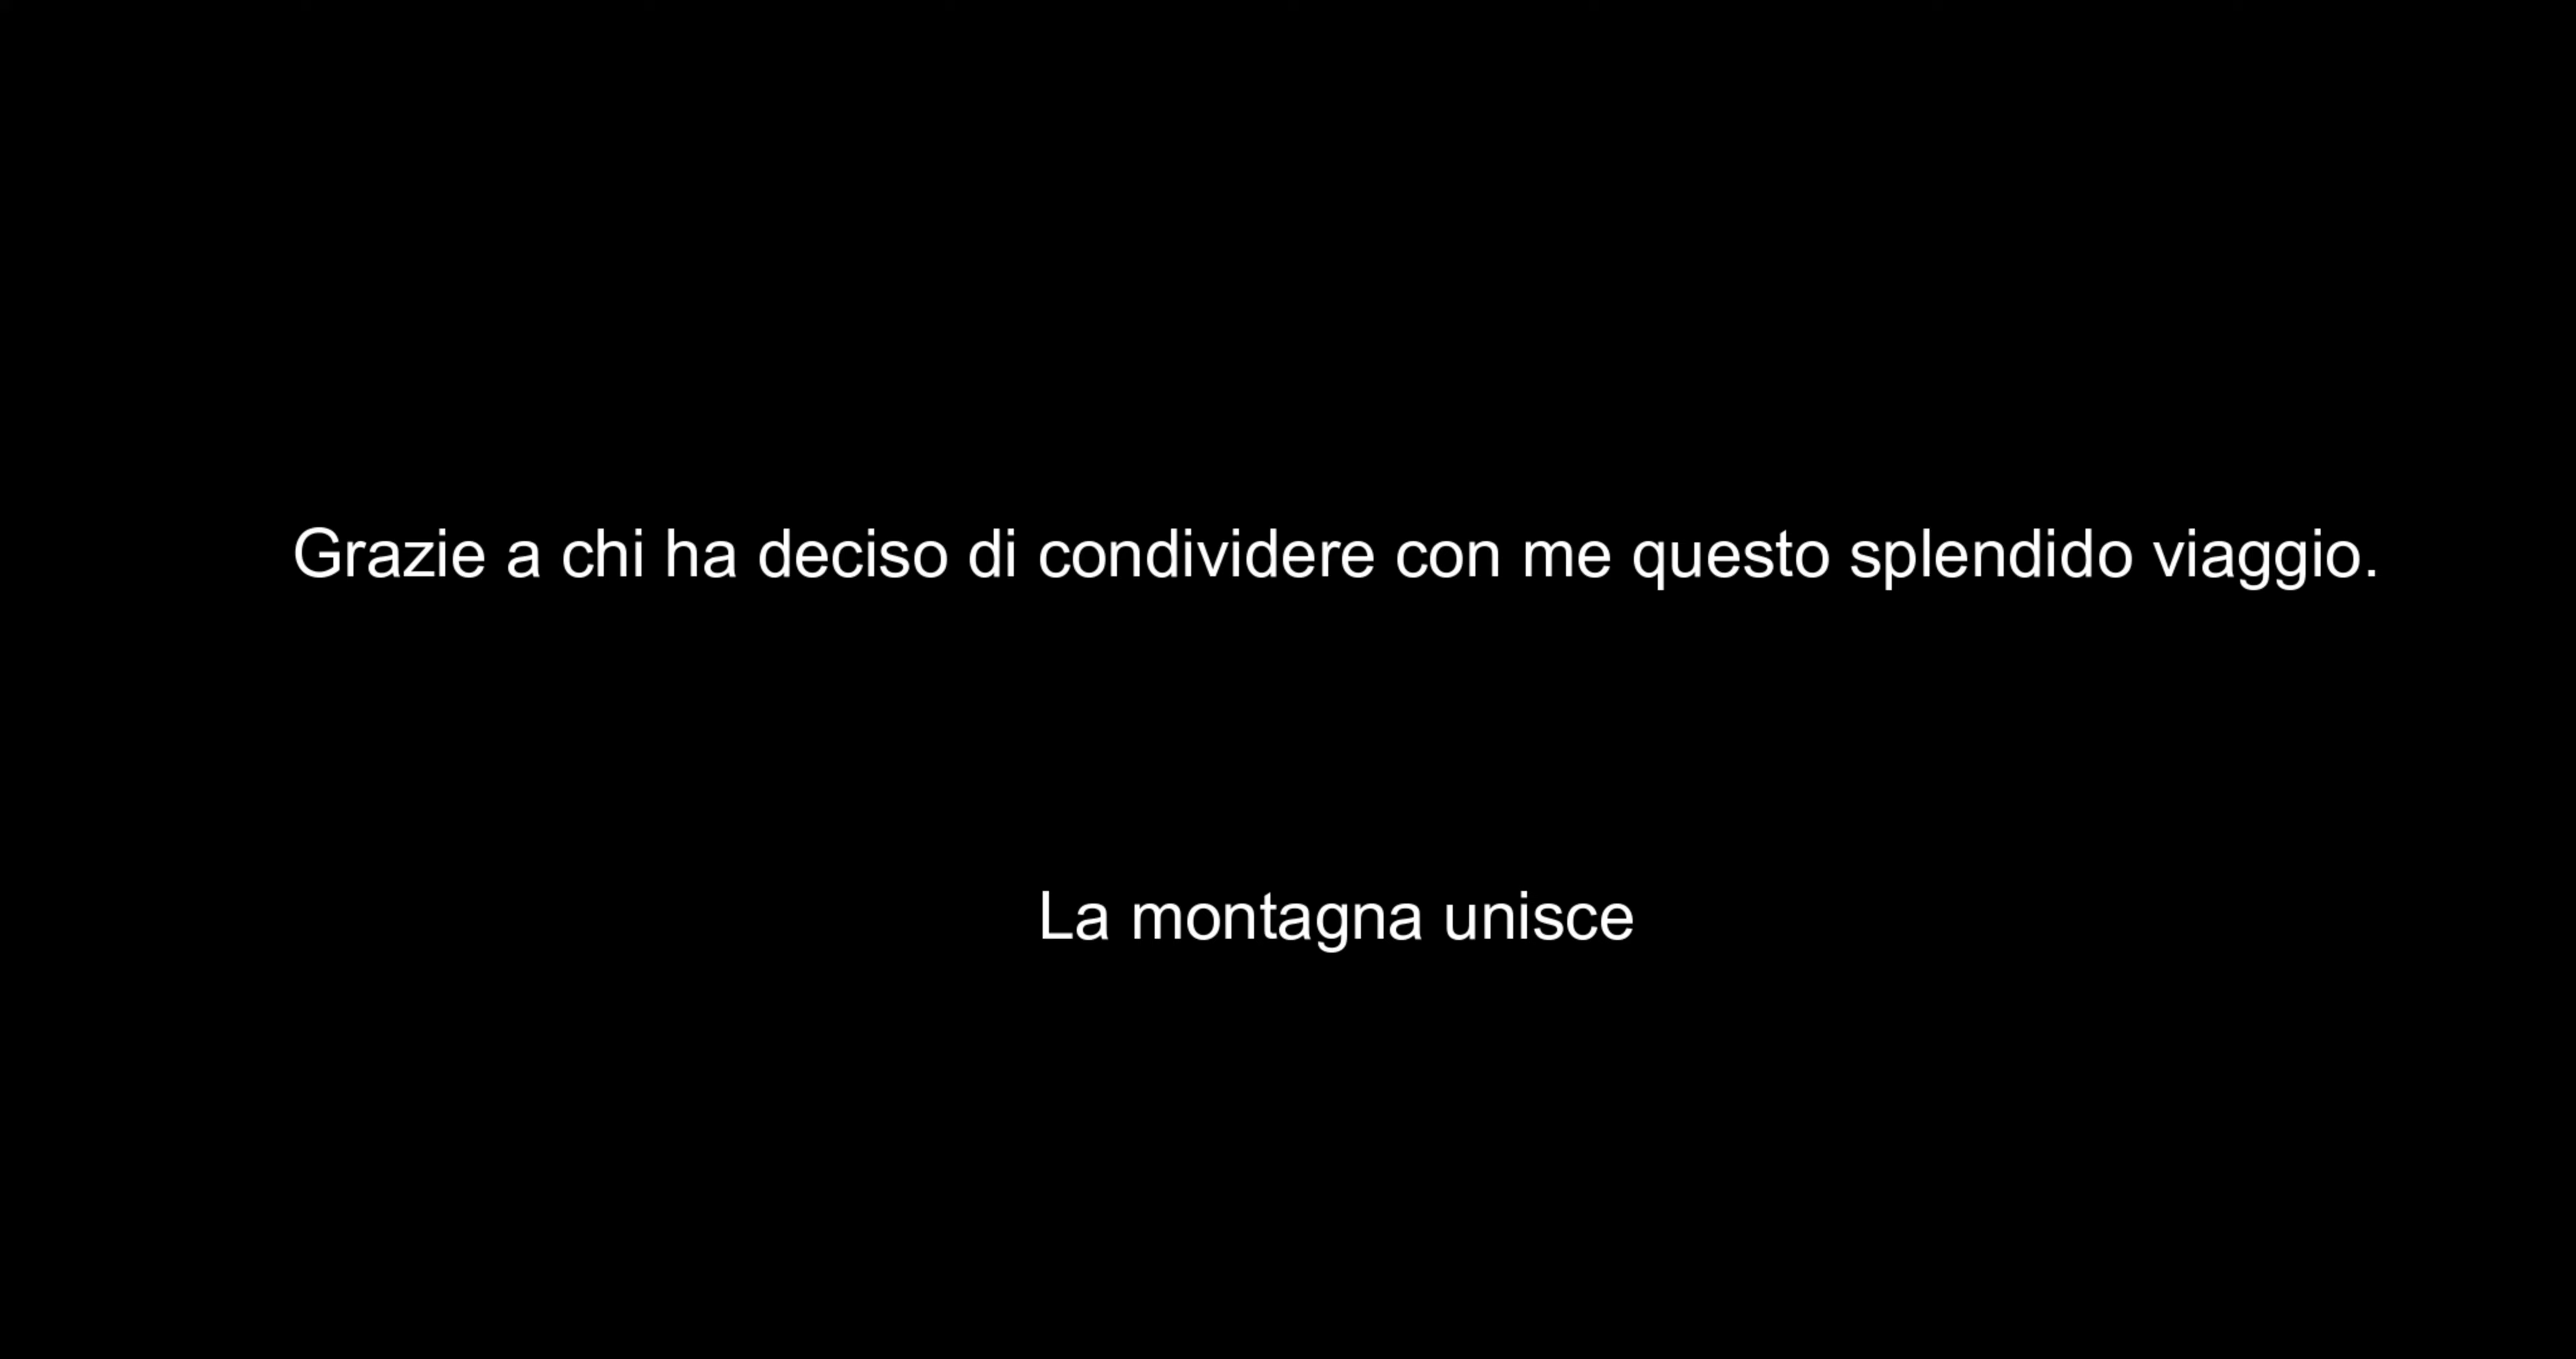 Grazie a chi ha deciso di condividere con me questo splendido viaggio.
La montagna unisce